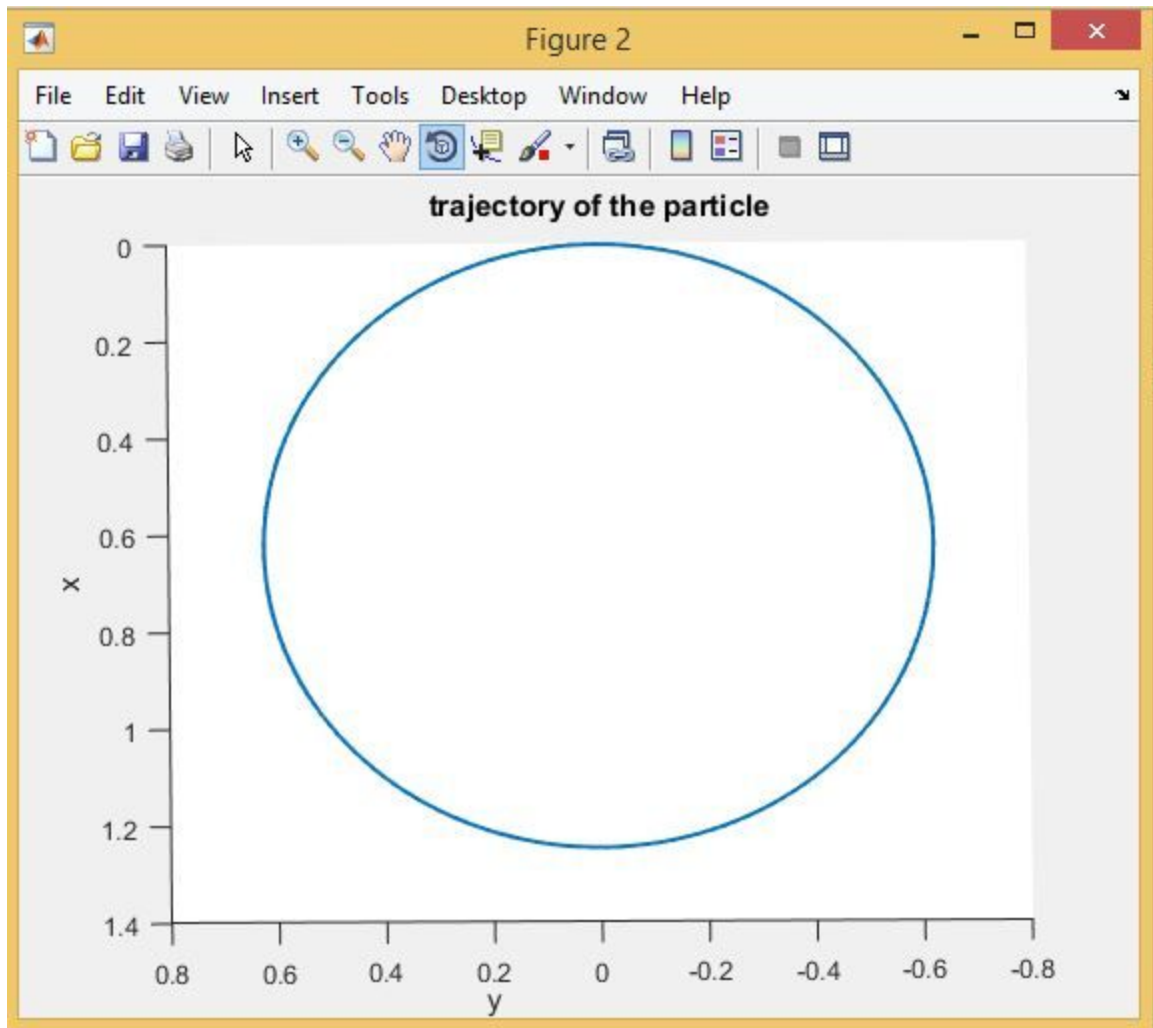 Figure 2
File Edit View Insert Tools Desktop Window Help
trajectory of the particle
0
0.2
0.4
0.6
x
0.8
1
1.2
1.4
0.8 0.6 0.4 0.2 0 -0.2 -0.4 -0.6 -0.8
y